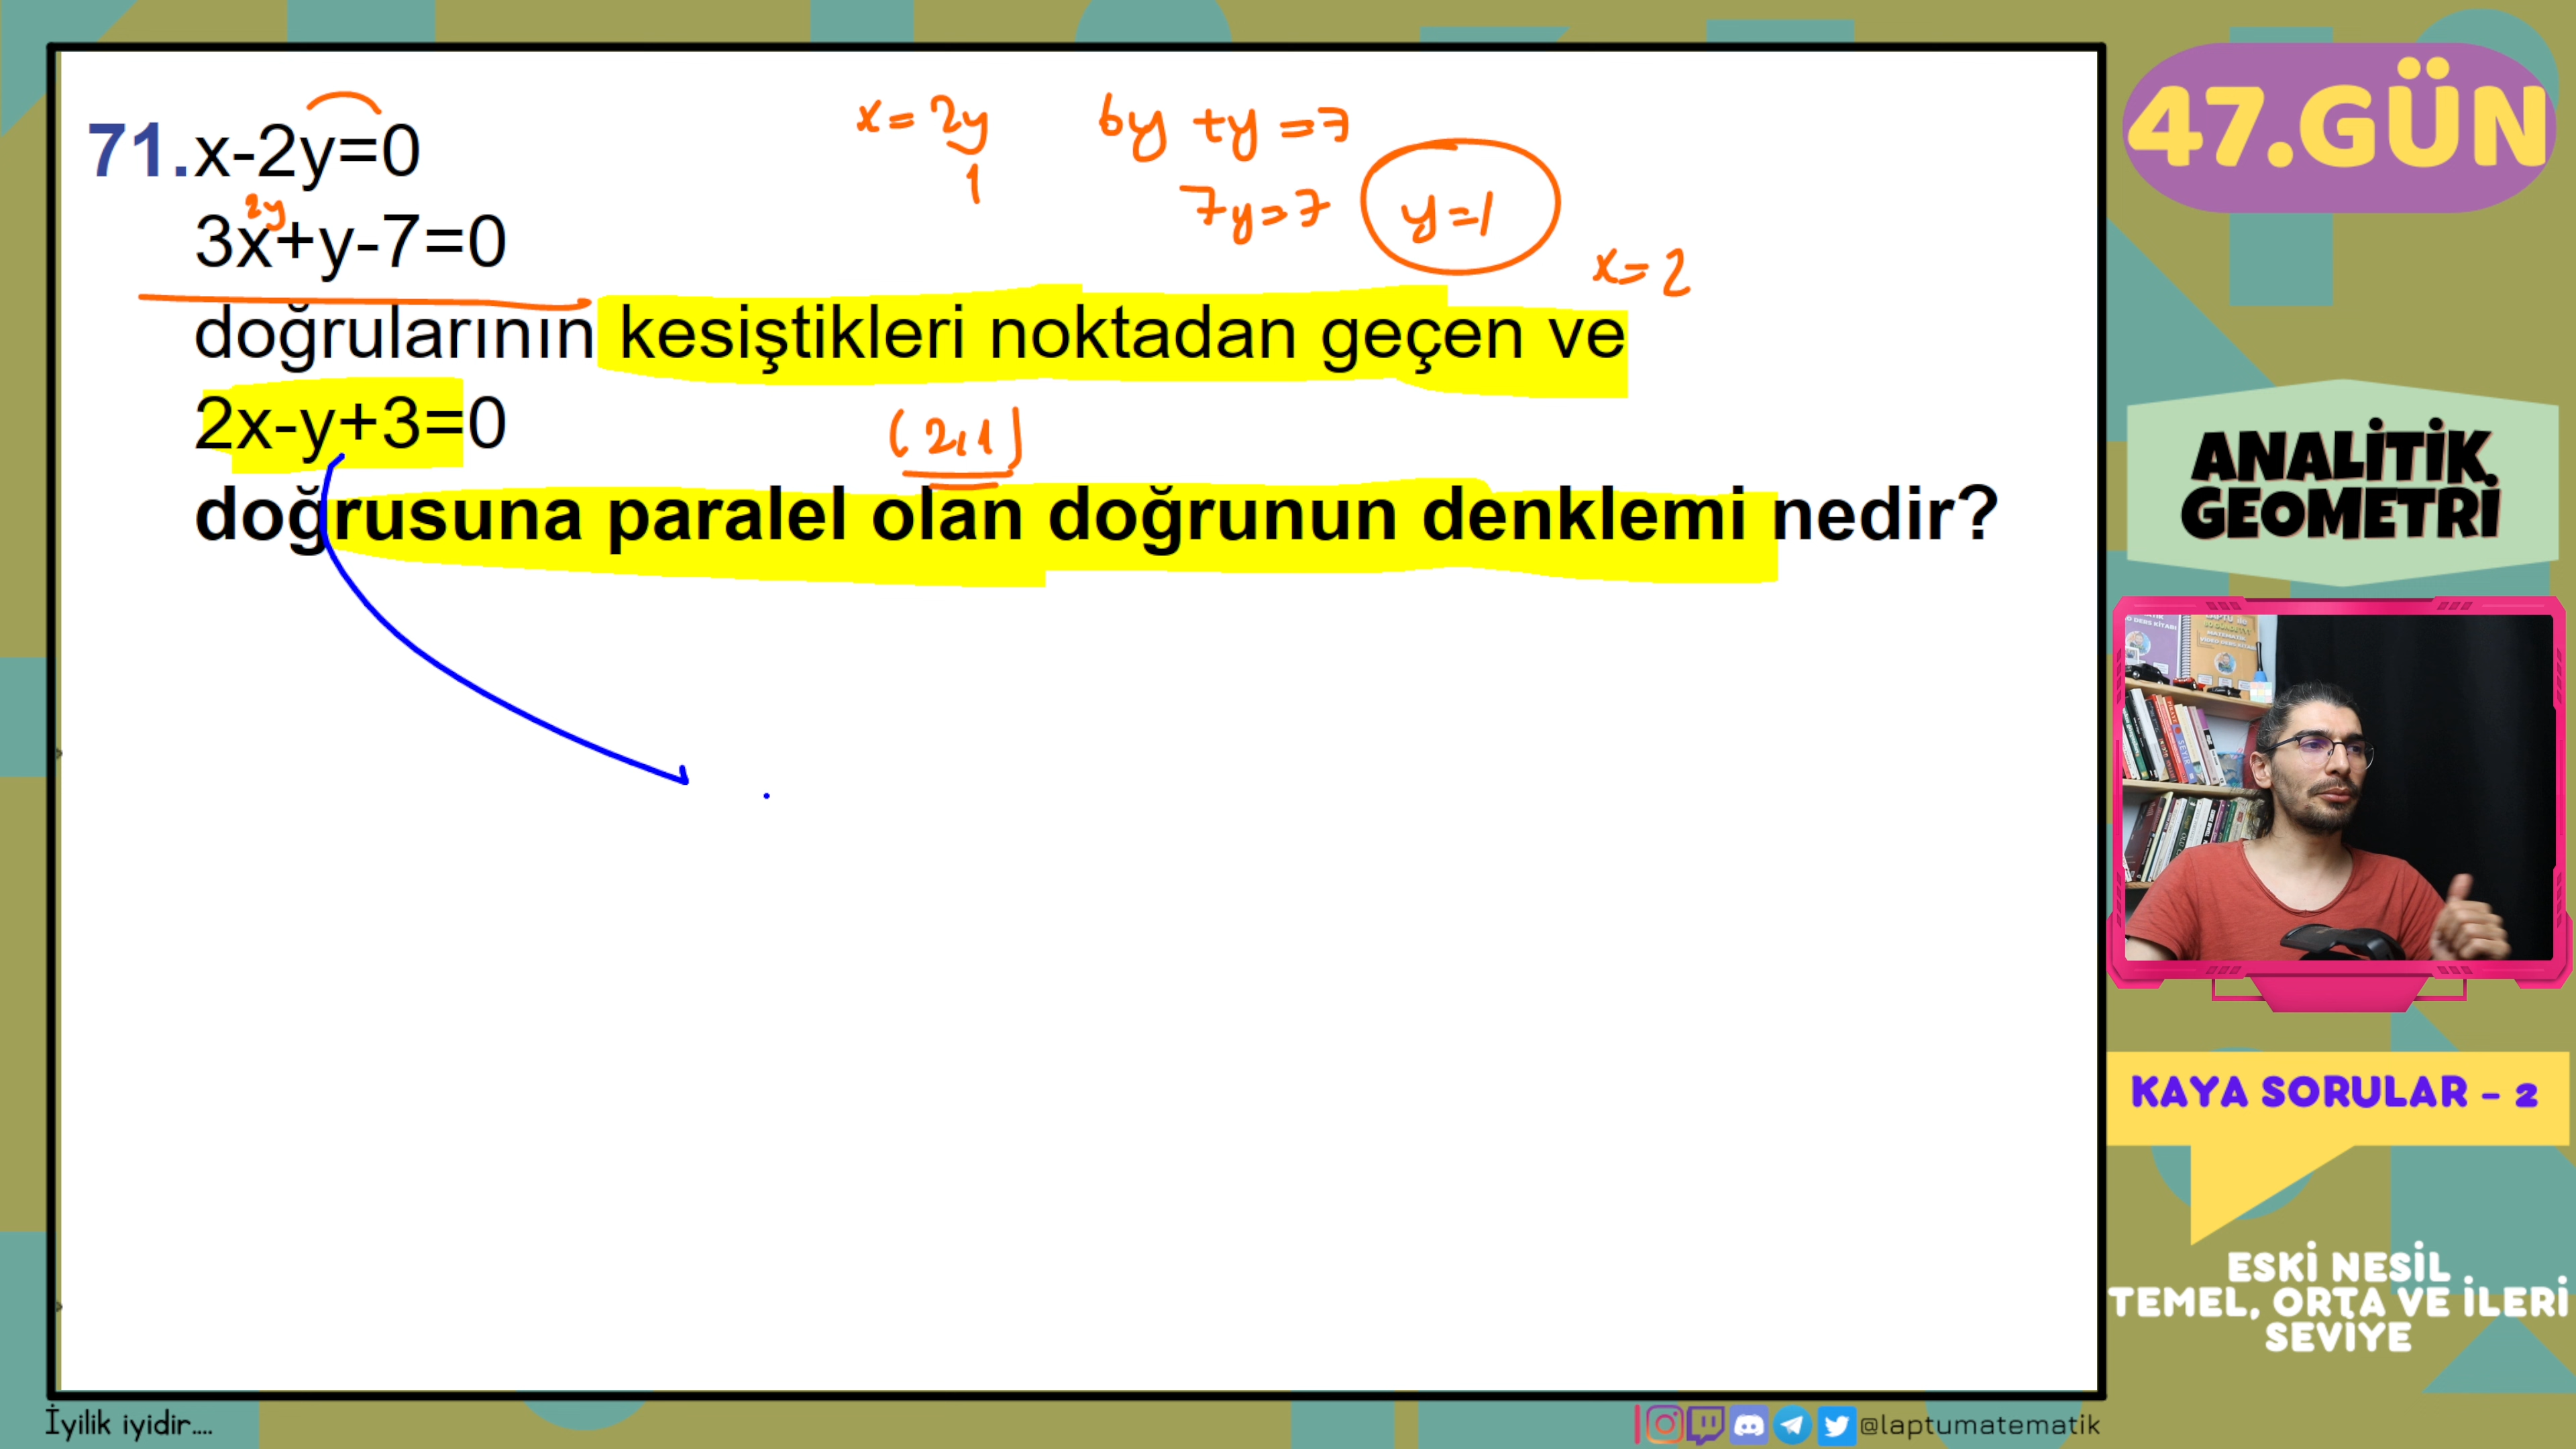 71. x-2y=0
x = 2y
1
6y + y = 7
7y = 7
y = 1
x = 2
2y
3x+y-7=0
doğrularının kesiştikleri noktadan geçen ve
2x-y+3=0
(2,1)
doğrusuna paralel olan doğrunun denklemi nedir?
47.GÜN
ANALİTİK
GEOMETRİ
KAYA SORULAR - 2
ESKİ NESİL
TEMEL, ORTA VE İLERİ
SEVİYE
İyilik iyidir....
@laptumatematik